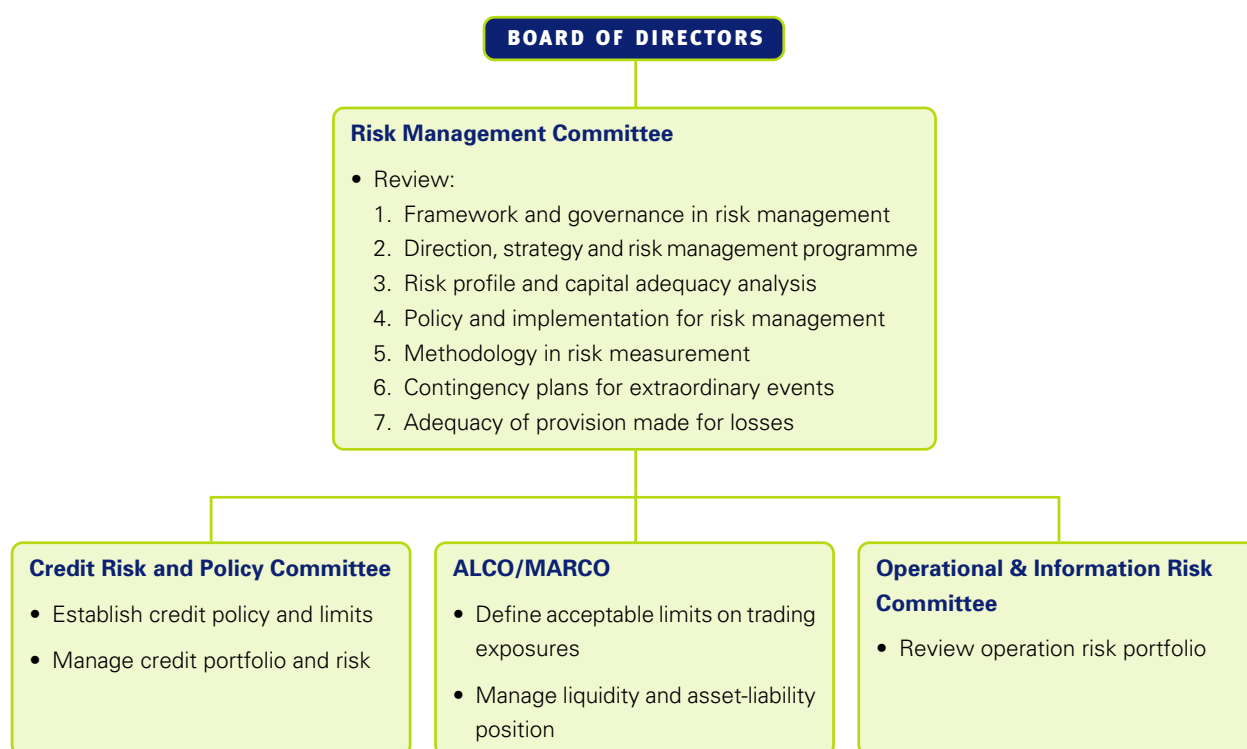 BOARD OF DIRECTORS
Risk Management Committee
• Review:
1. Framework and governance in risk management
2. Direction, strategy and risk management programme
3. Risk profile and capital adequacy analysis
4. Policy and implementation for risk management
5. Methodology in risk measurement
6. Contingency plans for extraordinary events
7. Adequacy of provision made for losses
Credit Risk and Policy Committee
• Establish credit policy and limits
• Manage credit portfolio and risk
ALCO/MARCO
• Define acceptable limits on trading
exposures
• Manage liquidity and asset-liability
position
Operational & Information Risk
Committee
• Review operation risk portfolio